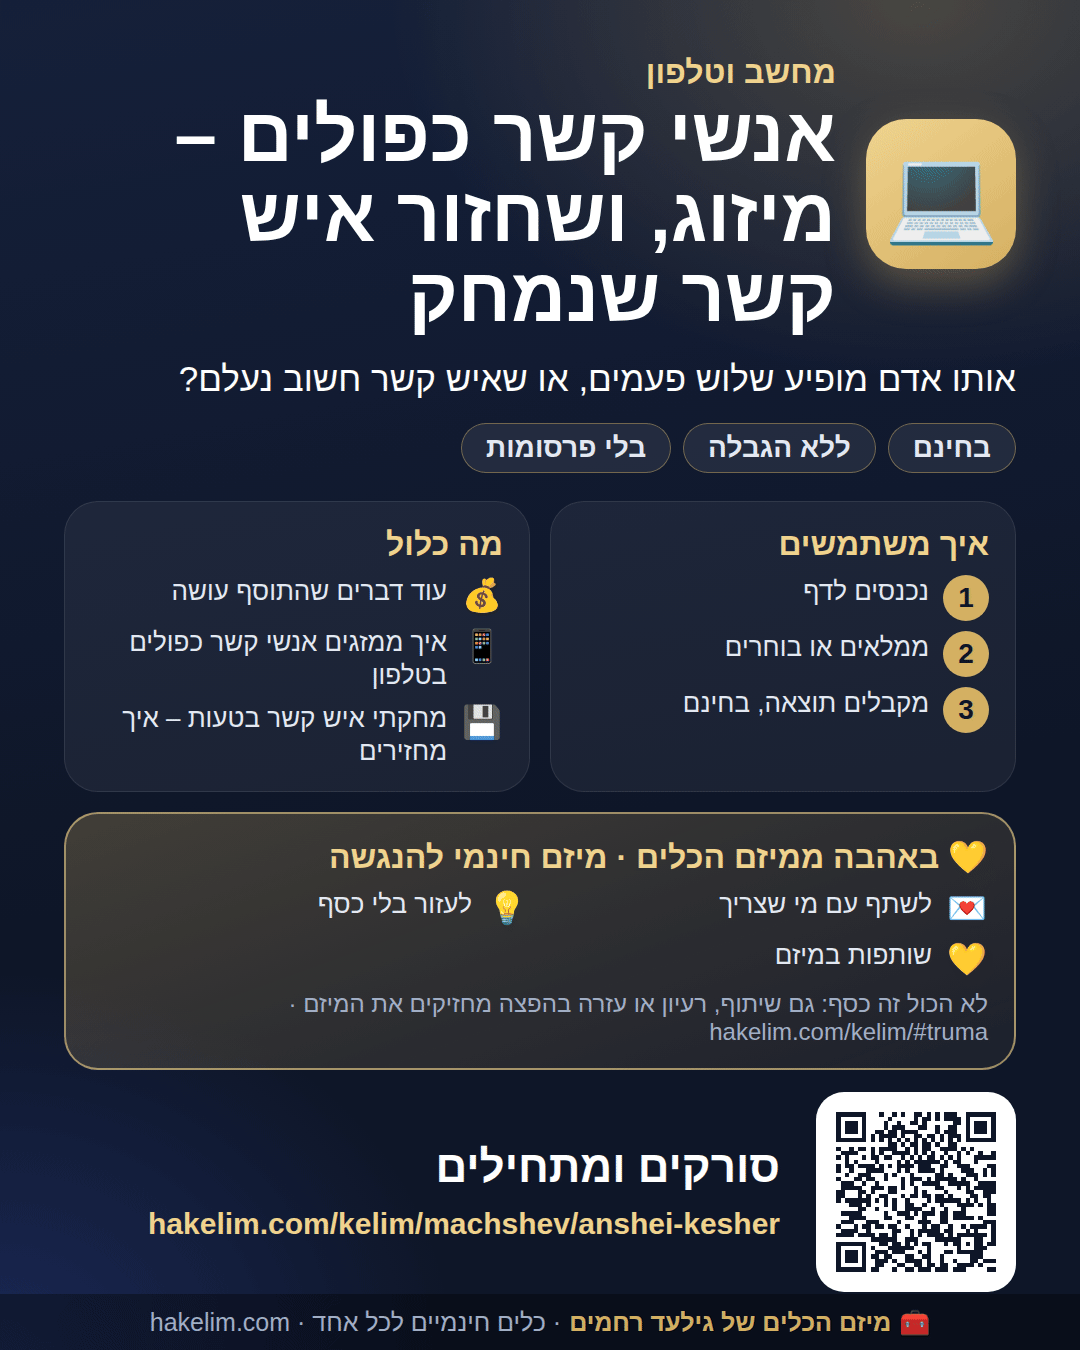 מחשב וטלפון
אנשי קשר כפולים –
מיזוג, ושחזור איש
קשר שנמחק
אותו אדם מופיע שלוש פעמים, או שאיש קשר חשוב נעלם?
בחינם
ללא הגבלה
בלי פרסומות
איך משתמשים
1 נכנסים לדף
2 ממלאים או בוחרים
3 מקבלים תוצאה, בחינם
מה כלול
עוד דברים שהתוסף עושה
איך ממזגים אנשי קשר כפולים
בטלפון
מחקתי איש קשר בטעות – איך
מחזירים
באהבה ממיזם הכלים · מיזם חינמי להנגשה
לשתף עם מי שצריך
לעזור בלי כסף
שותפות במיזם
לא הכול זה כסף: גם שיתוף, רעיון או עזרה בהפצה מחזיקים את המיזם ·
hakelim.com/kelim/#truma
סורקים ומתחילים
hakelim.com/kelim/machshev/anshei-kesher
מיזם הכלים של גילעד רחמים · כלים חינמיים לכל אחד · hakelim.com